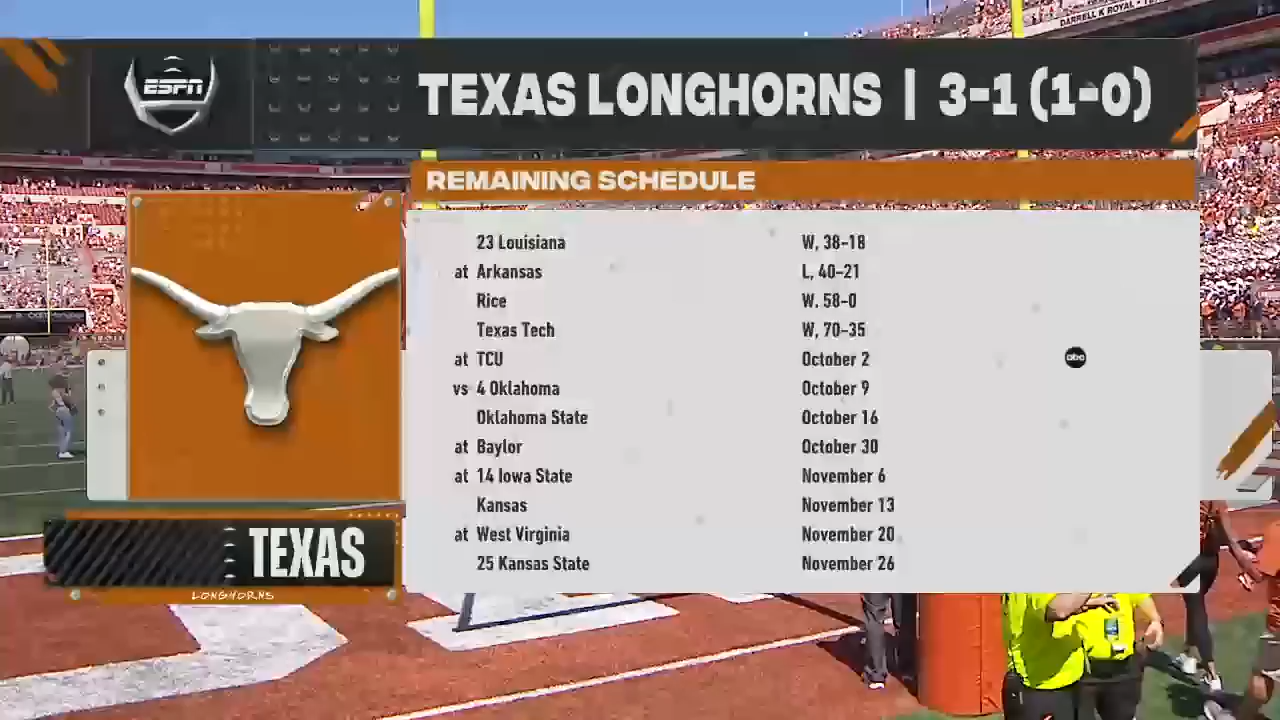 DARRELL K ROYAL - TE
ESPN
TEXAS LONGHORNS | 3-1 (1-0)
REMAINING SCHEDULE
23 Louisiana W, 38-18
at Arkansas L, 40-21
Rice W. 58-0
Texas Tech W, 70-35
at TCU October 2 abc
vs 4 Oklahoma October 9
Oklahoma State October 16
at Baylor October 30
at 14 Iowa State November 6
Kansas November 13
at West Virginia November 20
25 Kansas State November 26
TEXAS
LONGHORNS